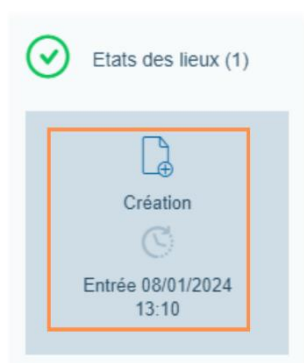 Etats des lieux (1)
Création
Entrée 08/01/2024
13:10